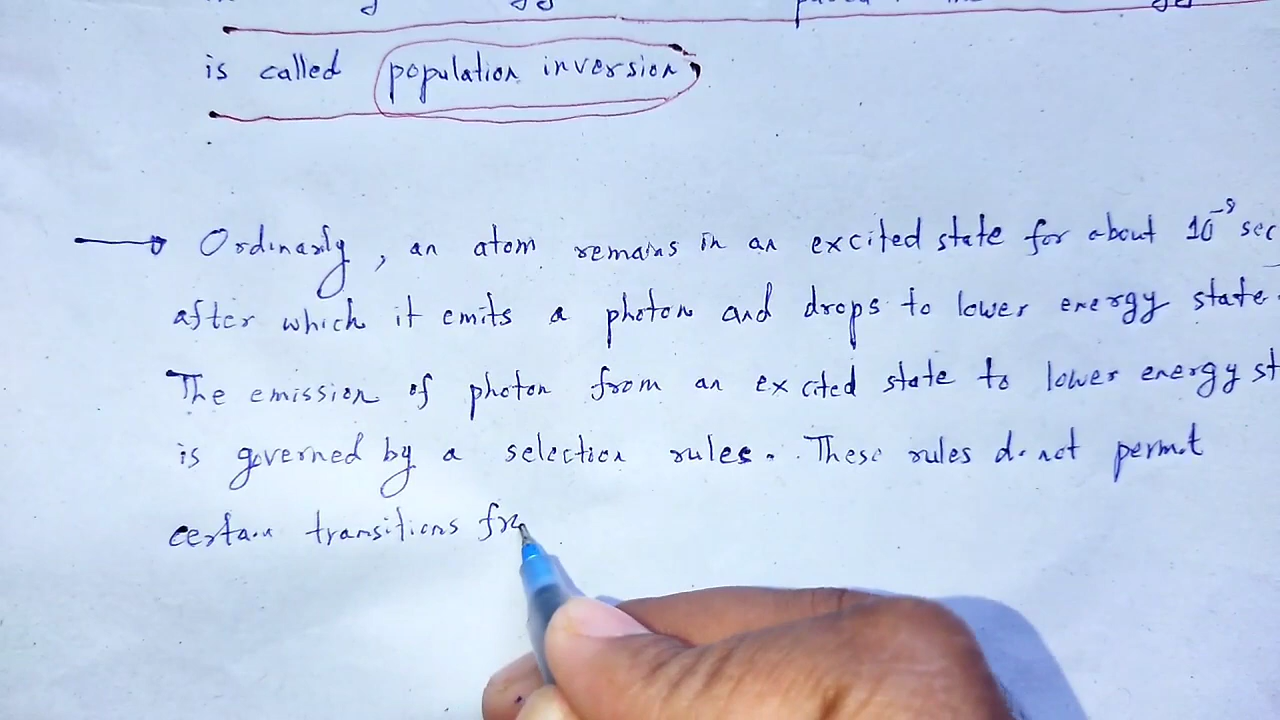 is called population inversion
Ordinarily, an atom remains in an excited state for about 10⁻⁹ sec
after which it emits a photon and drops to lower energy state.
The emission of photon from an excited state to lower energy st
is governed by a selection rules. These rules do not permit
certain transitions fro